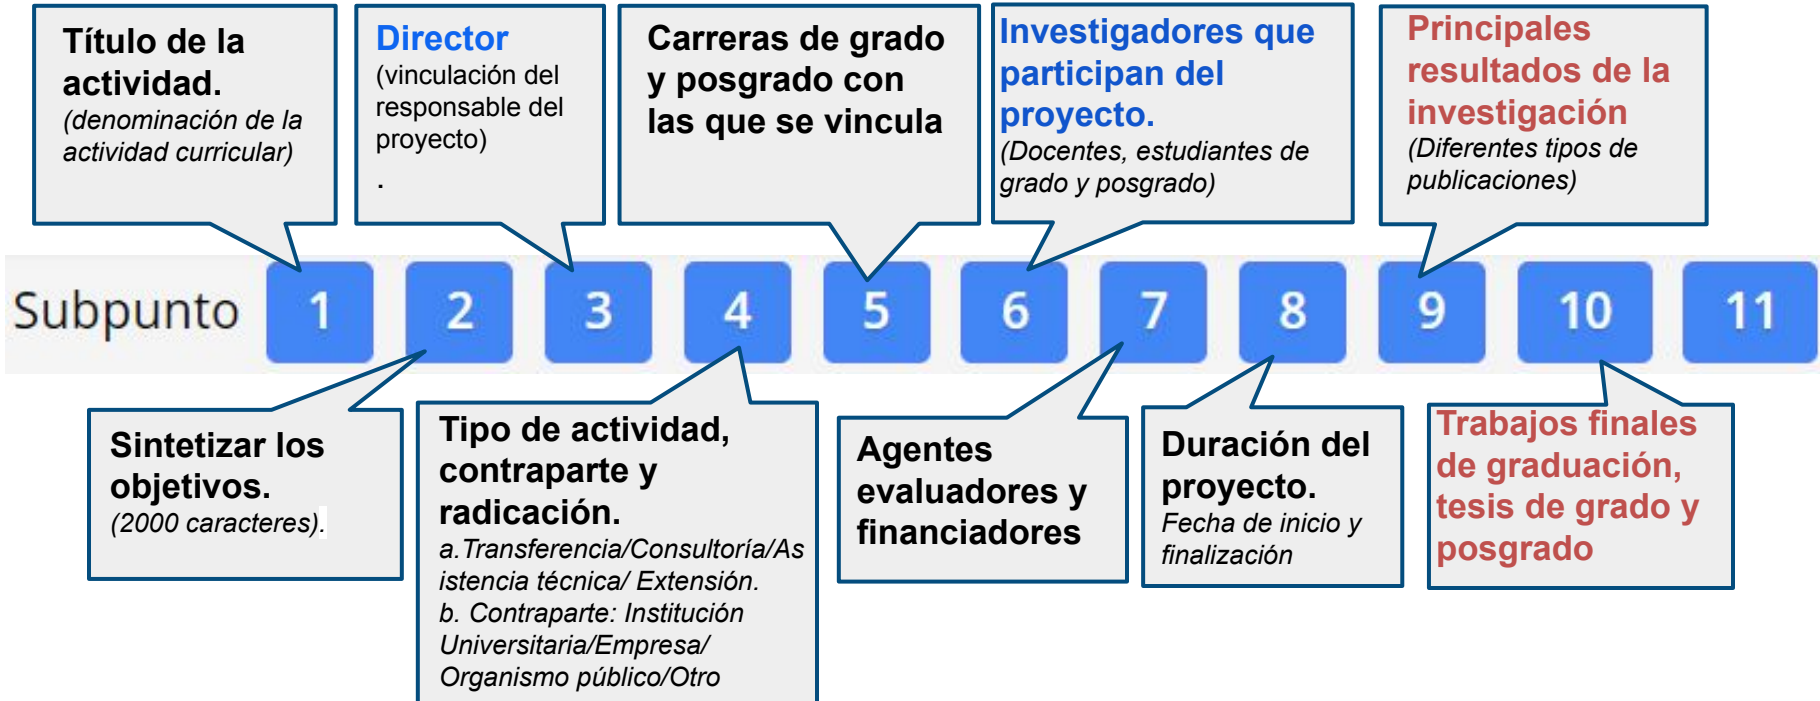 Título de la
actividad.
(denominación de la
actividad curricular)
Director
(vinculación del
responsable del
proyecto)
.
Carreras de grado
y posgrado con
las que se vincula
Investigadores que
participan del
proyecto.
(Docentes, estudiantes de
grado y posgrado)
Principales
resultados de la
investigación
(Diferentes tipos de
publicaciones)
Subpunto 1 2 3 4 5 6 7 8 9 10 11
Sintetizar los
objetivos.
(2000 caracteres).
Tipo de actividad,
contraparte y
radicación.
a.Transferencia/Consultoría/As
istencia técnica/ Extensión.
b. Contraparte: Institución
Universitaria/Empresa/
Organismo público/Otro
Agentes
evaluadores y
financiadores
Duración del
proyecto.
Fecha de inicio y
finalización
Trabajos finales
de graduación,
tesis de grado y
posgrado